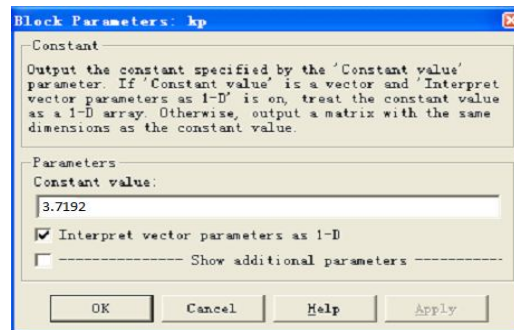 Block Parameters: kp
Constant
Output the constant specified by the 'Constant value'
parameter. If 'Constant value' is a vector and 'Interpret
vector parameters as 1-D' is on, treat the constant value
as a 1-D array. Otherwise, output a matrix with the same
dimensions as the constant value.
Parameters
Constant value:
3.7192
Interpret vector parameters as 1-D
--------------- Show additional parameters -----------
OK Cancel Help Apply